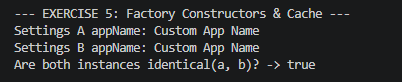 --- EXERCISE 5: Factory Constructors & Cache ---
Settings A appName: Custom App Name
Settings B appName: Custom App Name
Are both instances identical(a, b)? -> true